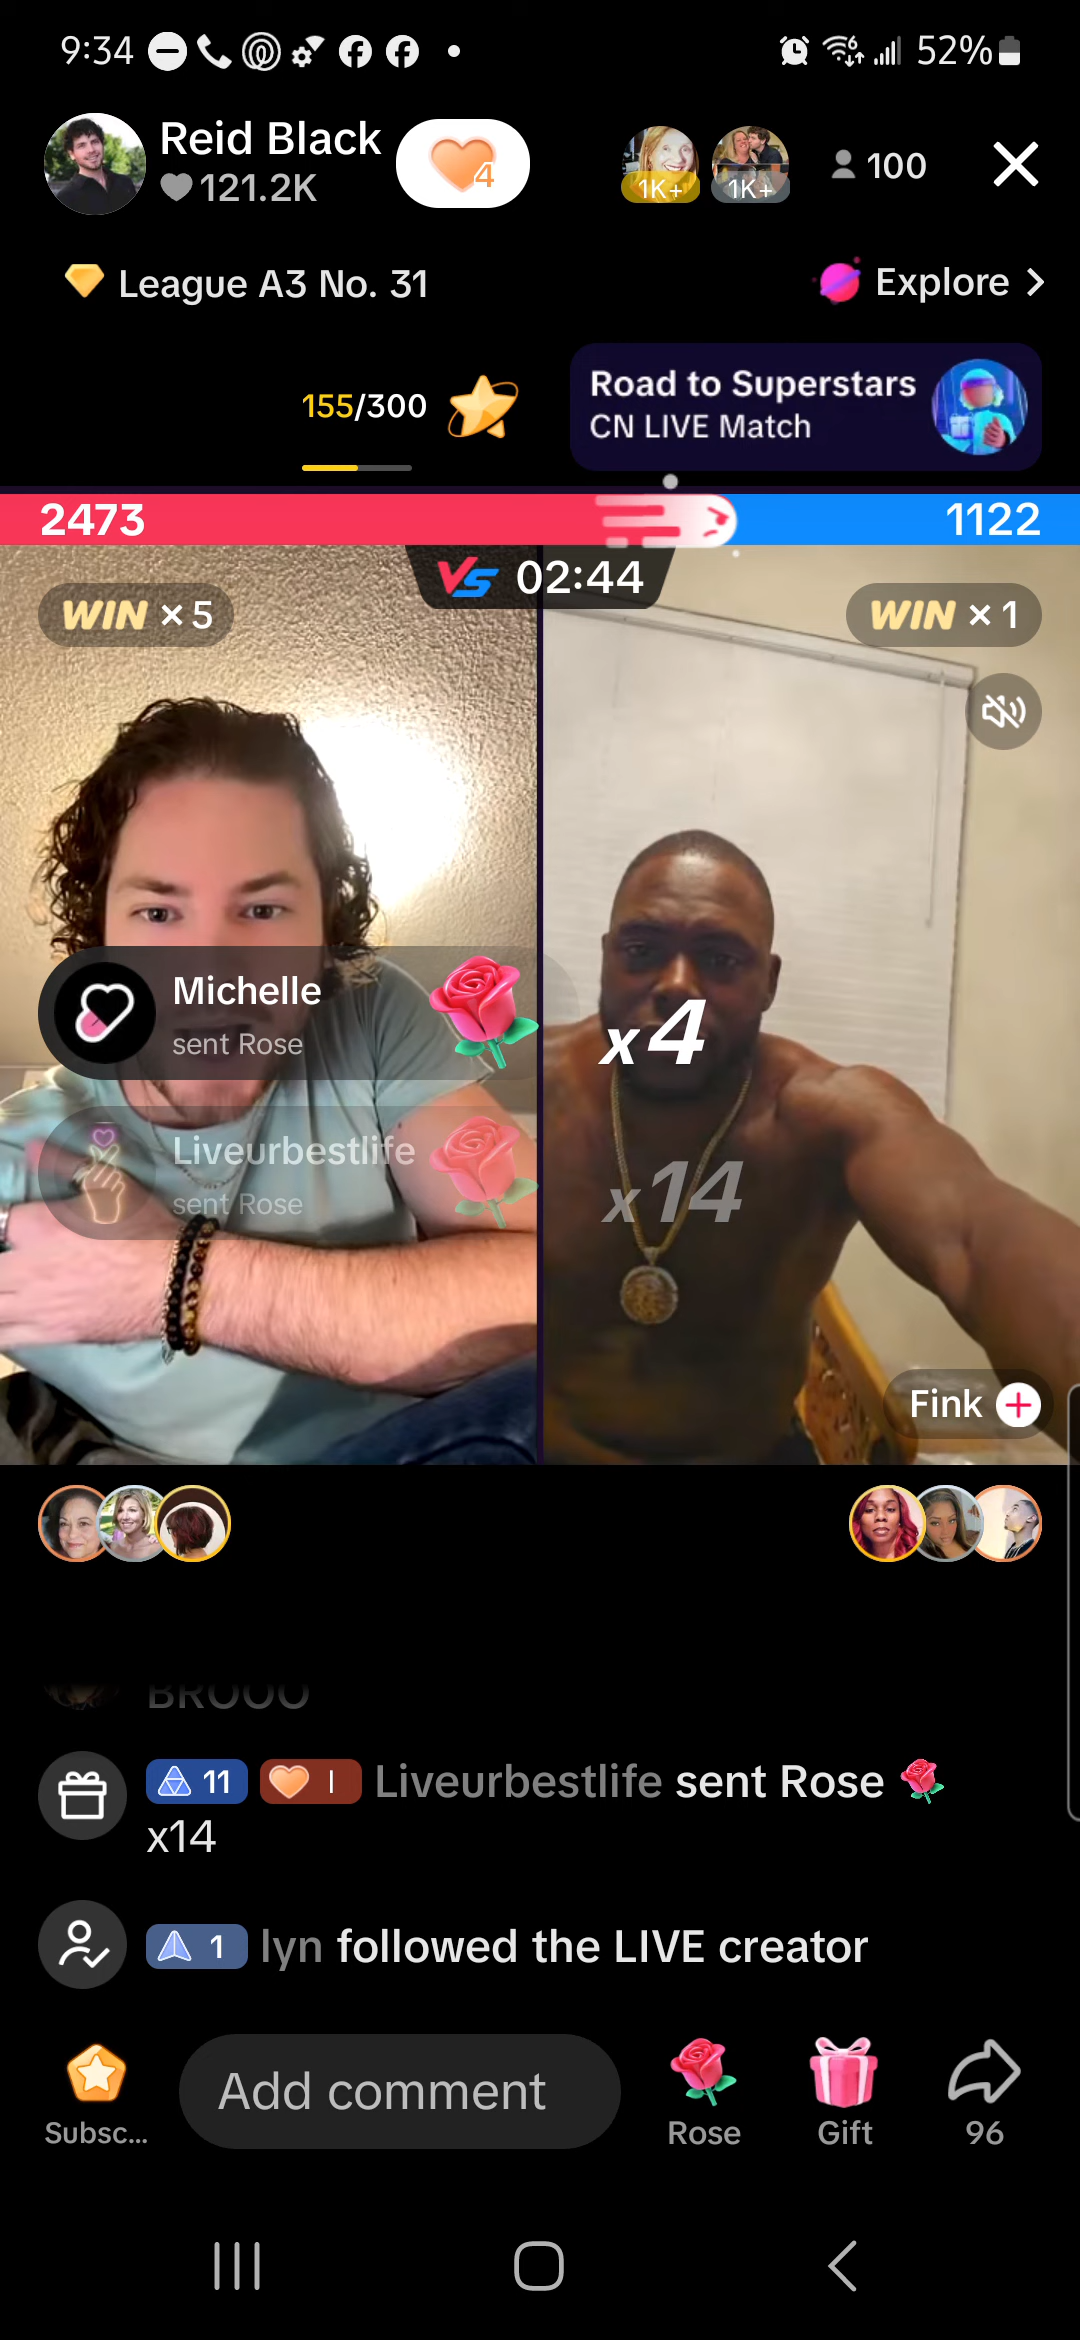 9:34
52%
Reid Black
121.2K
4
1K+
1K+
100
League A3 No. 31
Explore
155/300
Road to Superstars
CN LIVE Match
2473
1122
VS 02:44
WIN ×5
WIN ×1
Michelle
sent Rose
x4
Liveurbestlife
sent Rose
x14
Fink
BROOO
11 I Liveurbestlife sent Rose
x14
1 lyn followed the LIVE creator
Add comment
Subsc...
Rose
Gift
96